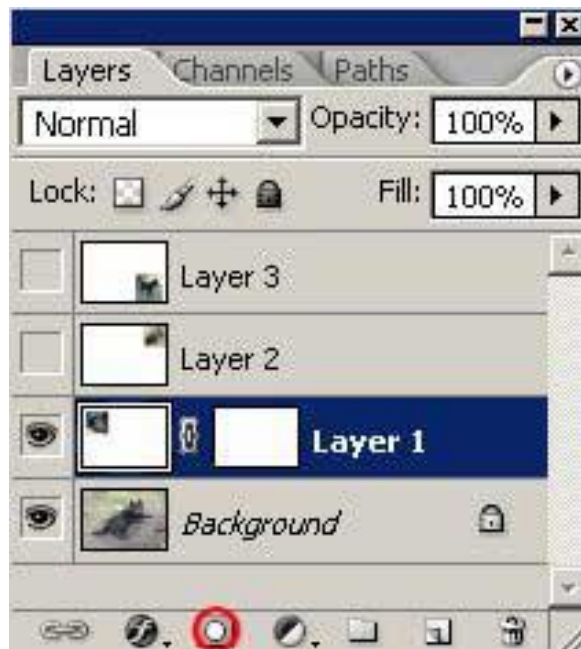 Layers Channels Paths
Normal Opacity: 100%
Lock: Fill: 100%
Layer 3
Layer 2
Layer 1
Background